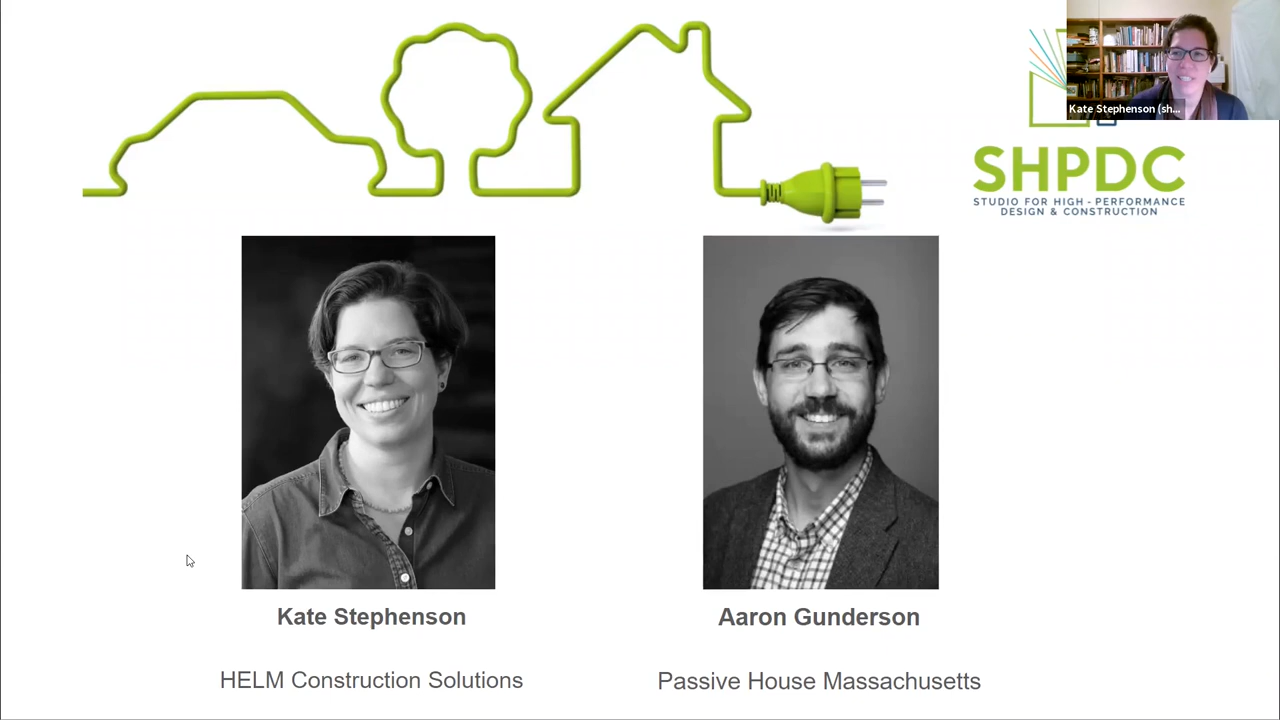 Kate Stephenson (sh...
SHPDC
STUDIO FOR HIGH - PERFORMANCE
DESIGN & CONSTRUCTION
Kate Stephenson
Aaron Gunderson
HELM Construction Solutions
Passive House Massachusetts